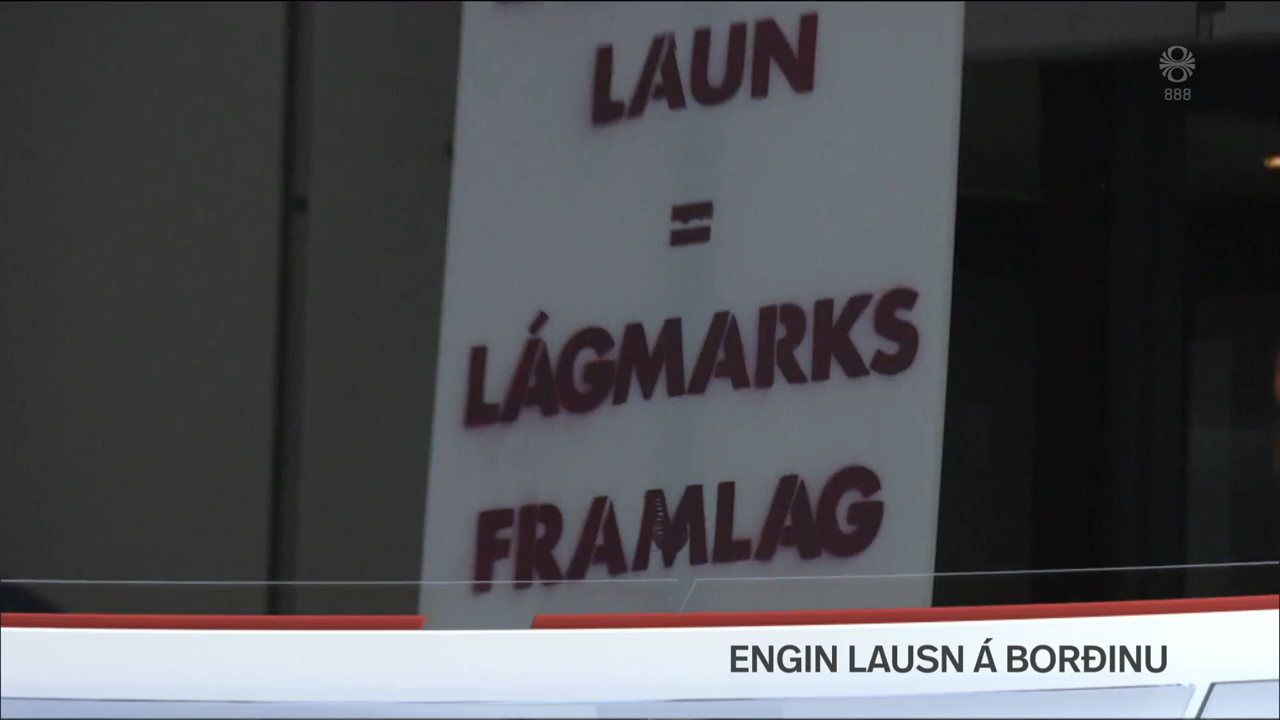 LAUN
=
LÁGMARKS
FRAMLAG
888
ENGIN LAUSN Á BORÐINU